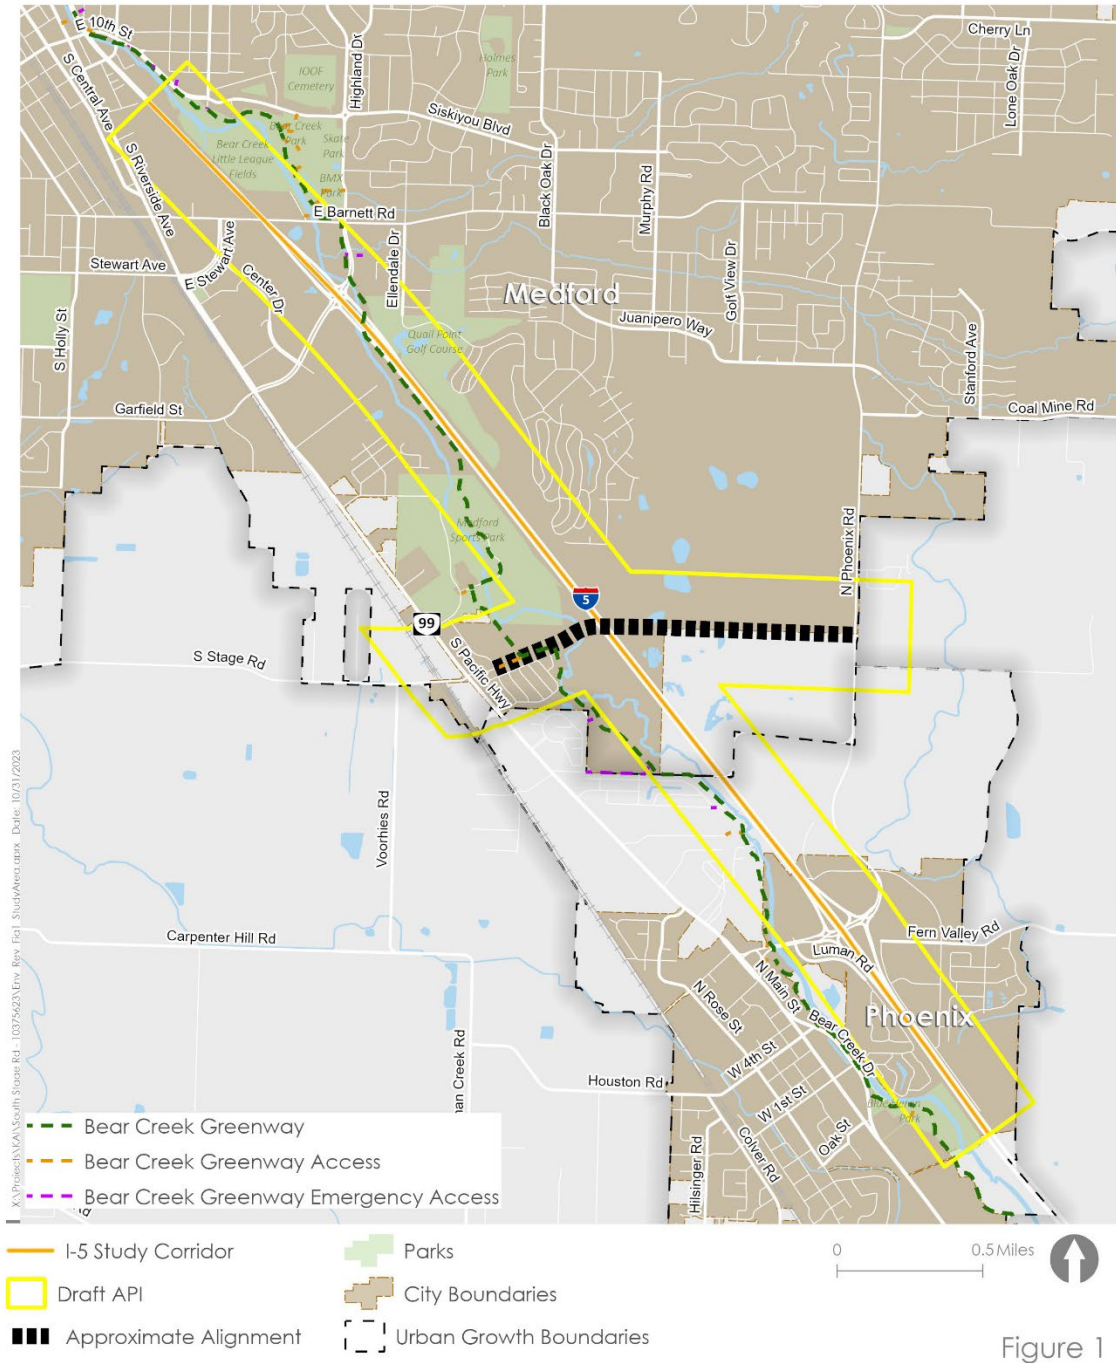 E 10th St
Cherry Ln
S Central Ave
Highland Dr
Holmes
Park
Lone Oak Dr
IOOF
Cemetery
Siskiyou Blvd
Bear Creek
Park
Bear Creek
Little League
Fields
Skate
Park
BMX
Park
S Riverside Ave
Black Oak Dr
Murphy Rd
E Barnett Rd
Stewart Ave
E Stewart Ave
Center Dr
Ellendale Dr
Golf View Dr
Medford
Juanipero Way
S Holly St
Quail Point
Golf Course
Stanford Ave
Garfield St
Coal Mine Rd
Medford
Sports Park
N Phoenix Rd
5
99
S Stage Rd
S Pacific Hwy
Voorhies Rd
Carpenter Hill Rd
Fern Valley Rd
Luman Rd
N Rose St
N Main St
Phoenix
Bear Creek Dr
W 4th St
Houston Rd
W 1st St
Oak St
Colver Rd
Hilsinger Rd
man Creek Rd
Park
Bear Creek Greenway
Bear Creek Greenway Access
Bear Creek Greenway Emergency Access
I-5 Study Corridor
Parks
0 0.5 Miles
Draft API
City Boundaries
Approximate Alignment
Urban Growth Boundaries
Figure 1